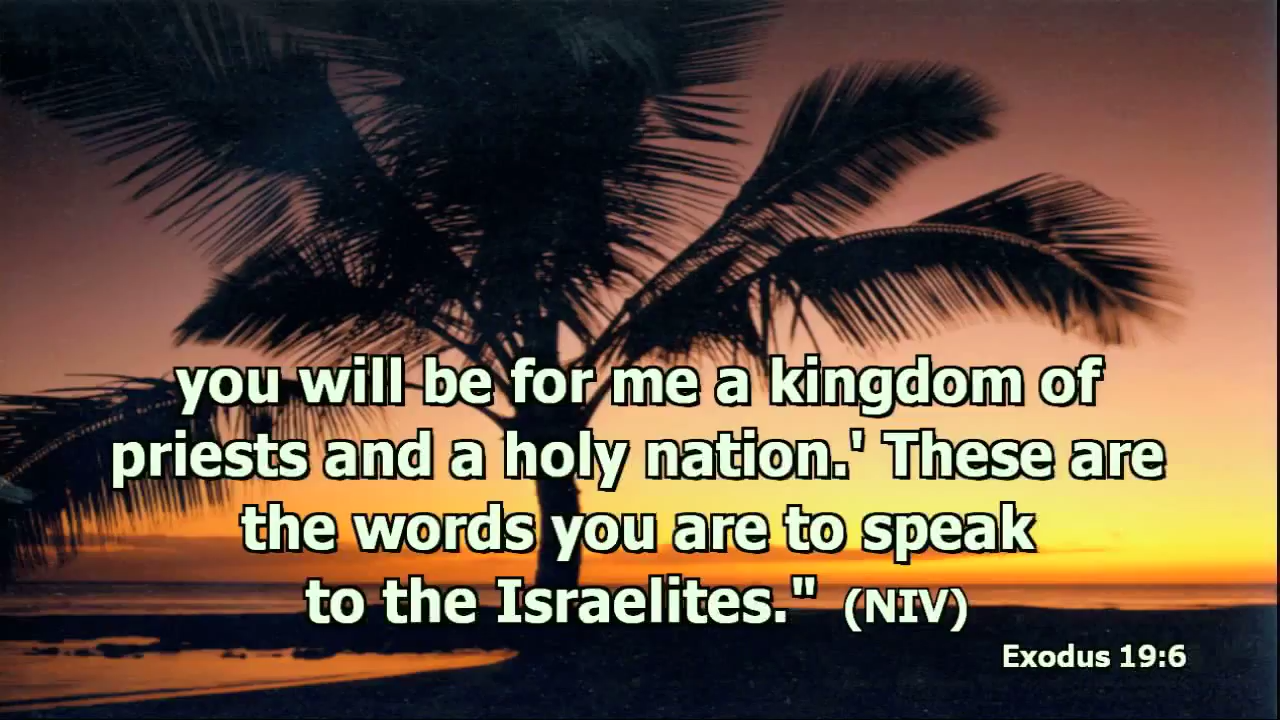 you will be for me a kingdom of
priests and a holy nation.' These are
the words you are to speak
to the Israelites." (NIV)
Exodus 19:6